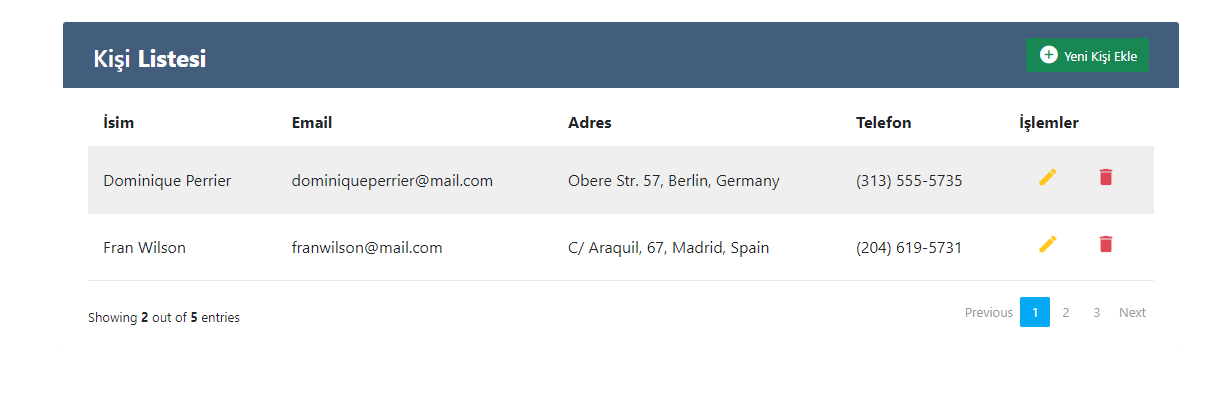 Kişi Listesi
Yeni Kişi Ekle
İsim Email Adres Telefon İşlemler
Dominique Perrier dominiqueperrier@mail.com Obere Str. 57, Berlin, Germany (313) 555-5735
Fran Wilson franwilson@mail.com C/ Araquil, 67, Madrid, Spain (204) 619-5731
Showing 2 out of 5 entries
Previous 1 2 3 Next